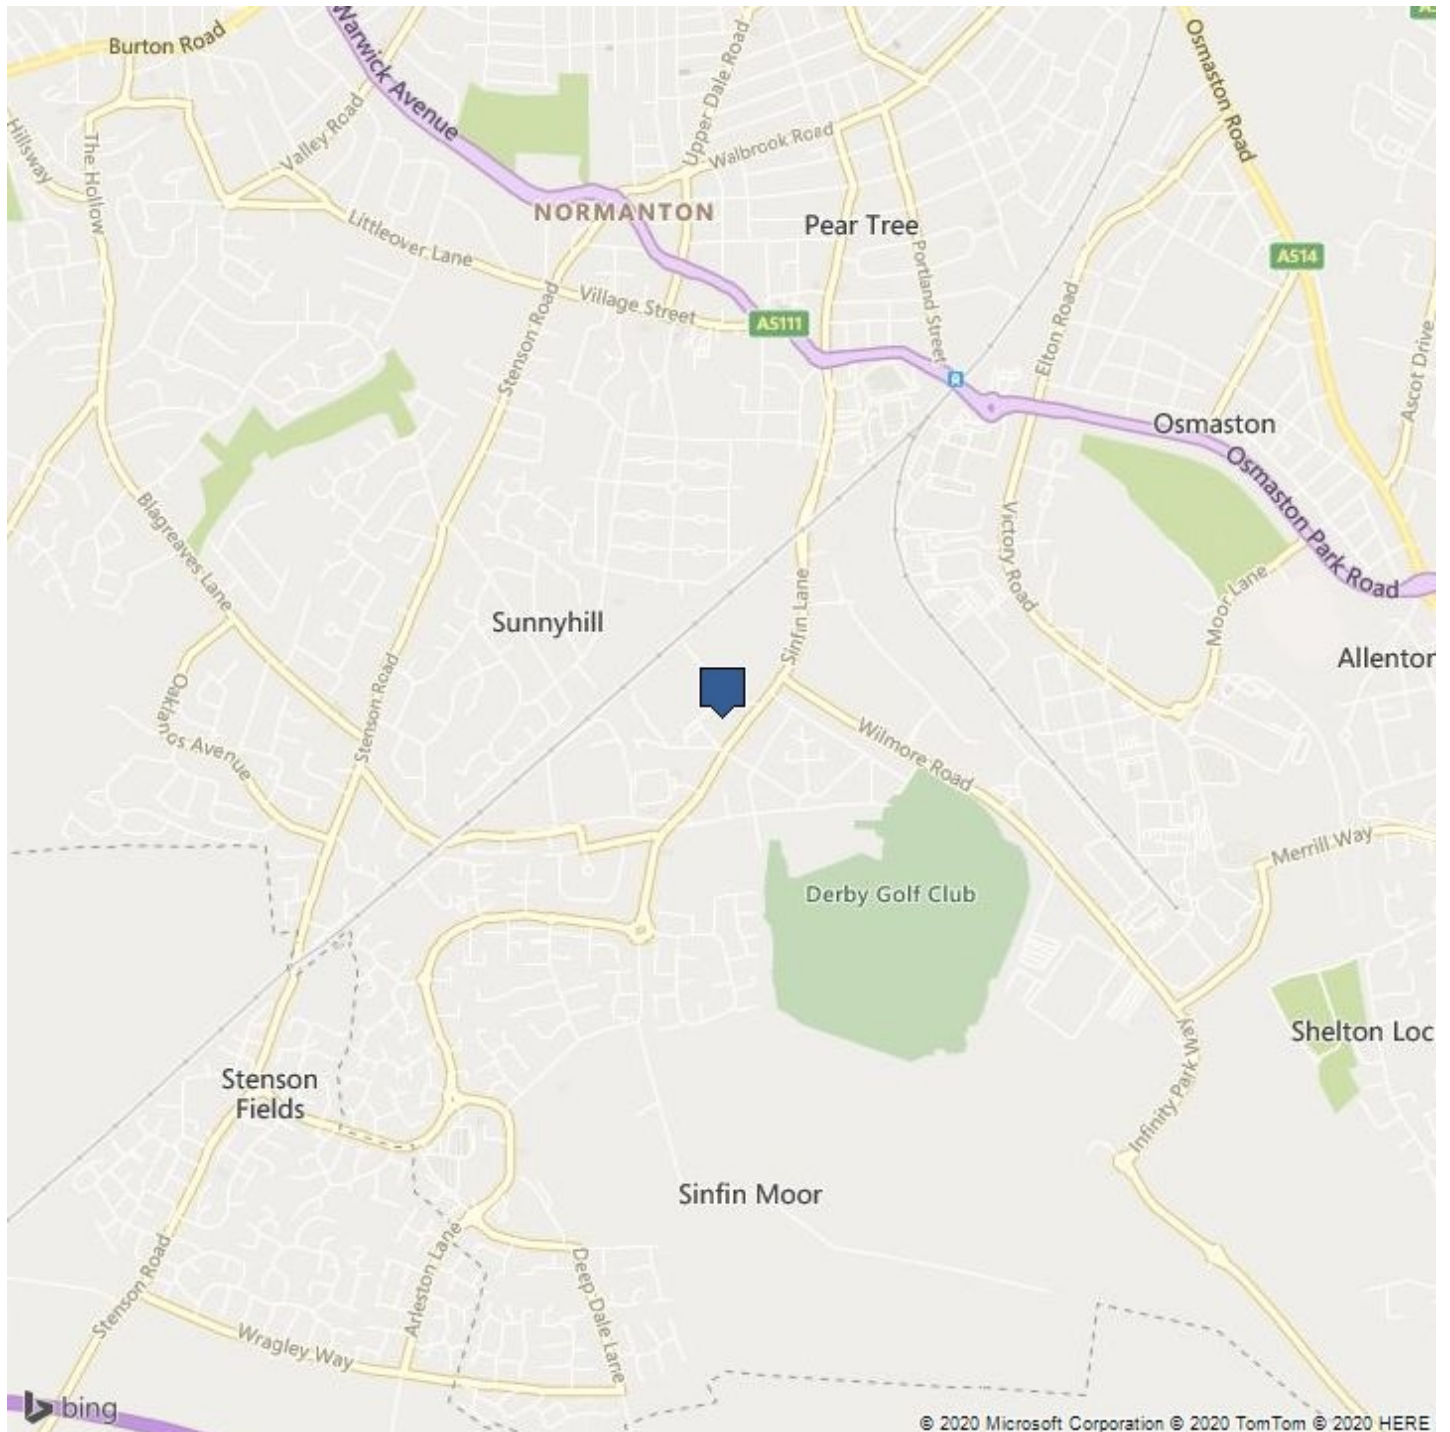 Burton Road
Warwick Avenue
Upper Dale Road
Osmaston Road
Hillsway
The Hollow
Valley Road
Walbrook Road
NORMANTON
Pear Tree
Littleover Lane
Portland Street
A514
Village Street
Stenson Road
A5111
Elton Road
Ascot Drive
Osmaston
Osmaston Park Road
Blagreaves Lane
Victory Road
Sinfin Lane
Moor Lane
Sunnyhill
Allenton
Oaklands Avenue
Stenson Road
Wilmore Road
Merrill Way
Derby Golf Club
Infinity Park Way
Shelton Loc
Stenson
Fields
Sinfin Moor
Stenson Road
Arleston Lane
Deep Dale Lane
Wragley Way
bing
© 2020 Microsoft Corporation © 2020 TomTom © 2020 HERE